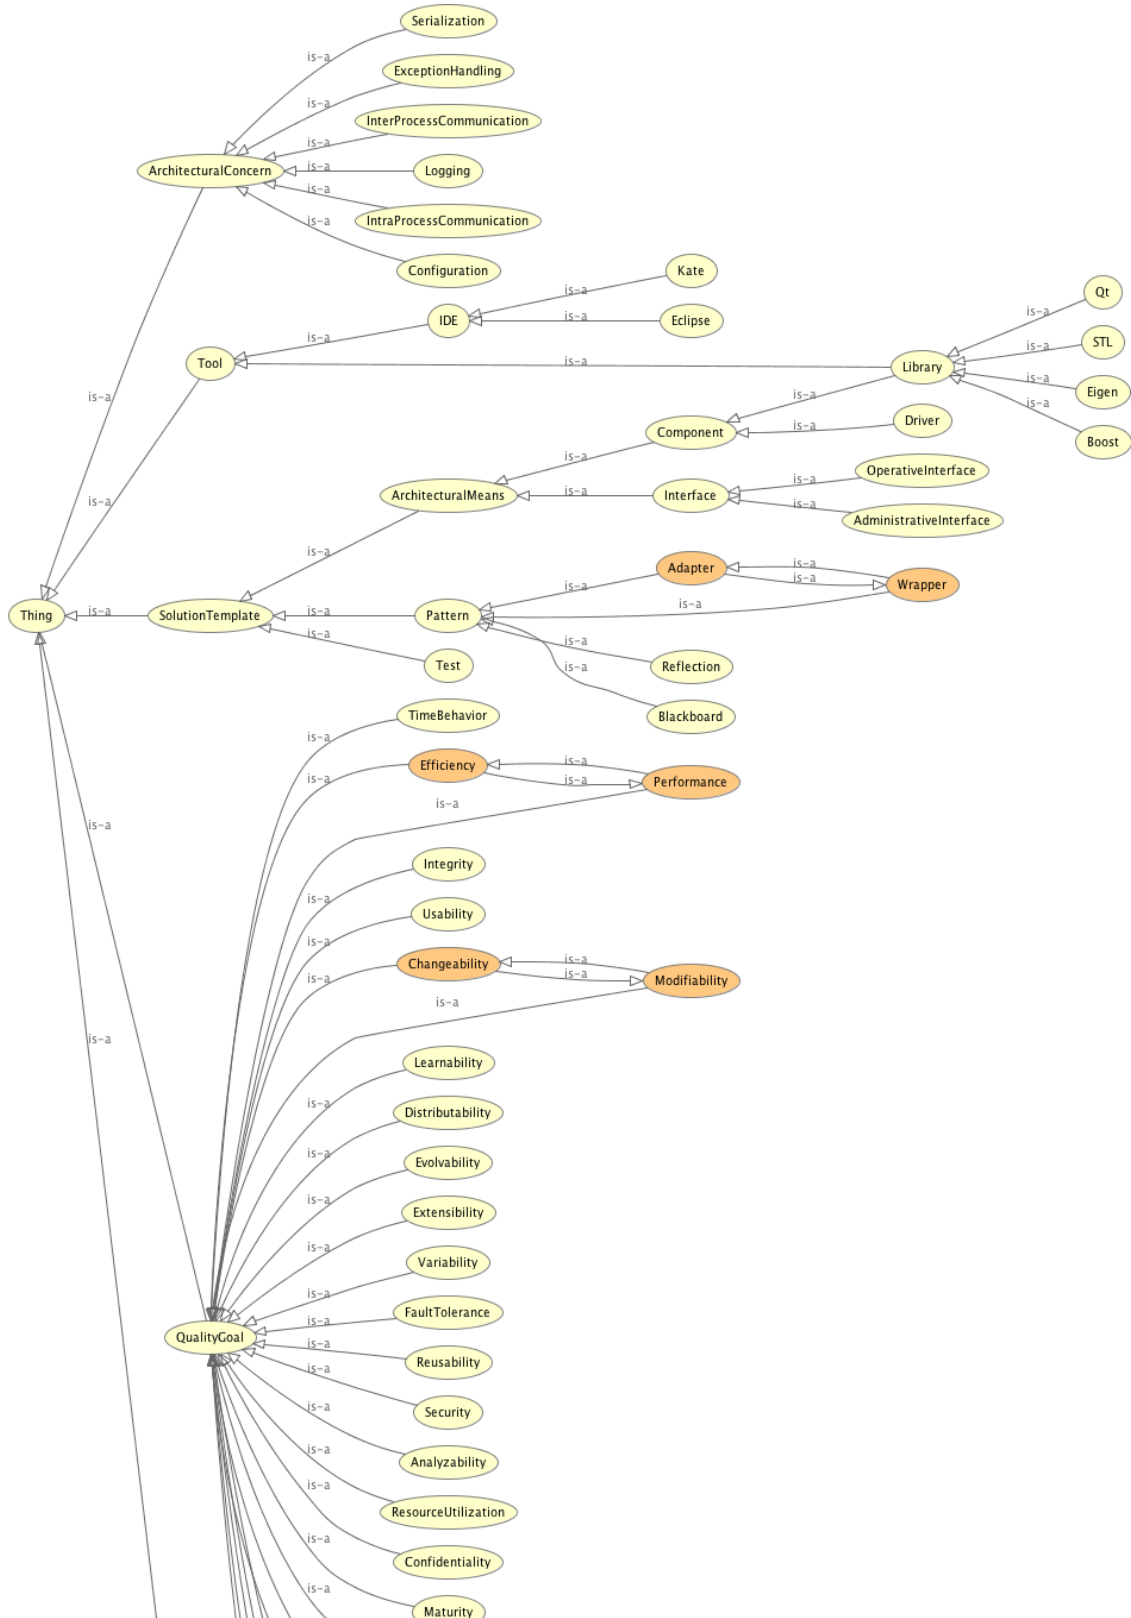 Serialization
is-a
ExceptionHandling
is-a
InterProcessCommunication
is-a
ArchitecturalConcern
is-a
Logging
is-a
IntraProcessCommunication
is-a
Configuration
Kate
is-a
Qt
is-a
IDE
is-a
Eclipse
is-a
STL
is-a
Tool
is-a
Library
is-a
Eigen
is-a
is-a
is-a
Component
is-a
Driver
Boost
is-a
ArchitecturalMeans
is-a
Interface
is-a
OperativeInterface
is-a
is-a
AdministrativeInterface
is-a
Adapter
is-a
is-a
Wrapper
is-a
is-a
Thing
is-a
SolutionTemplate
is-a
Pattern
is-a
is-a
Test
is-a
Reflection
Blackboard
TimeBehavior
is-a
Efficiency
is-a
is-a
is-a
Performance
is-a
is-a
Integrity
is-a
Usability
is-a
Changeability
is-a
is-a
is-a
Modifiability
is-a
is-a
Learnability
is-a
Distributability
is-a
Evolvability
is-a
Extensibility
is-a
Variability
is-a
FaultTolerance
is-a
QualityGoal
is-a
Reusability
is-a
Security
is-a
Analyzability
is-a
ResourceUtilization
is-a
Confidentiality
is-a
Maturity
is-a